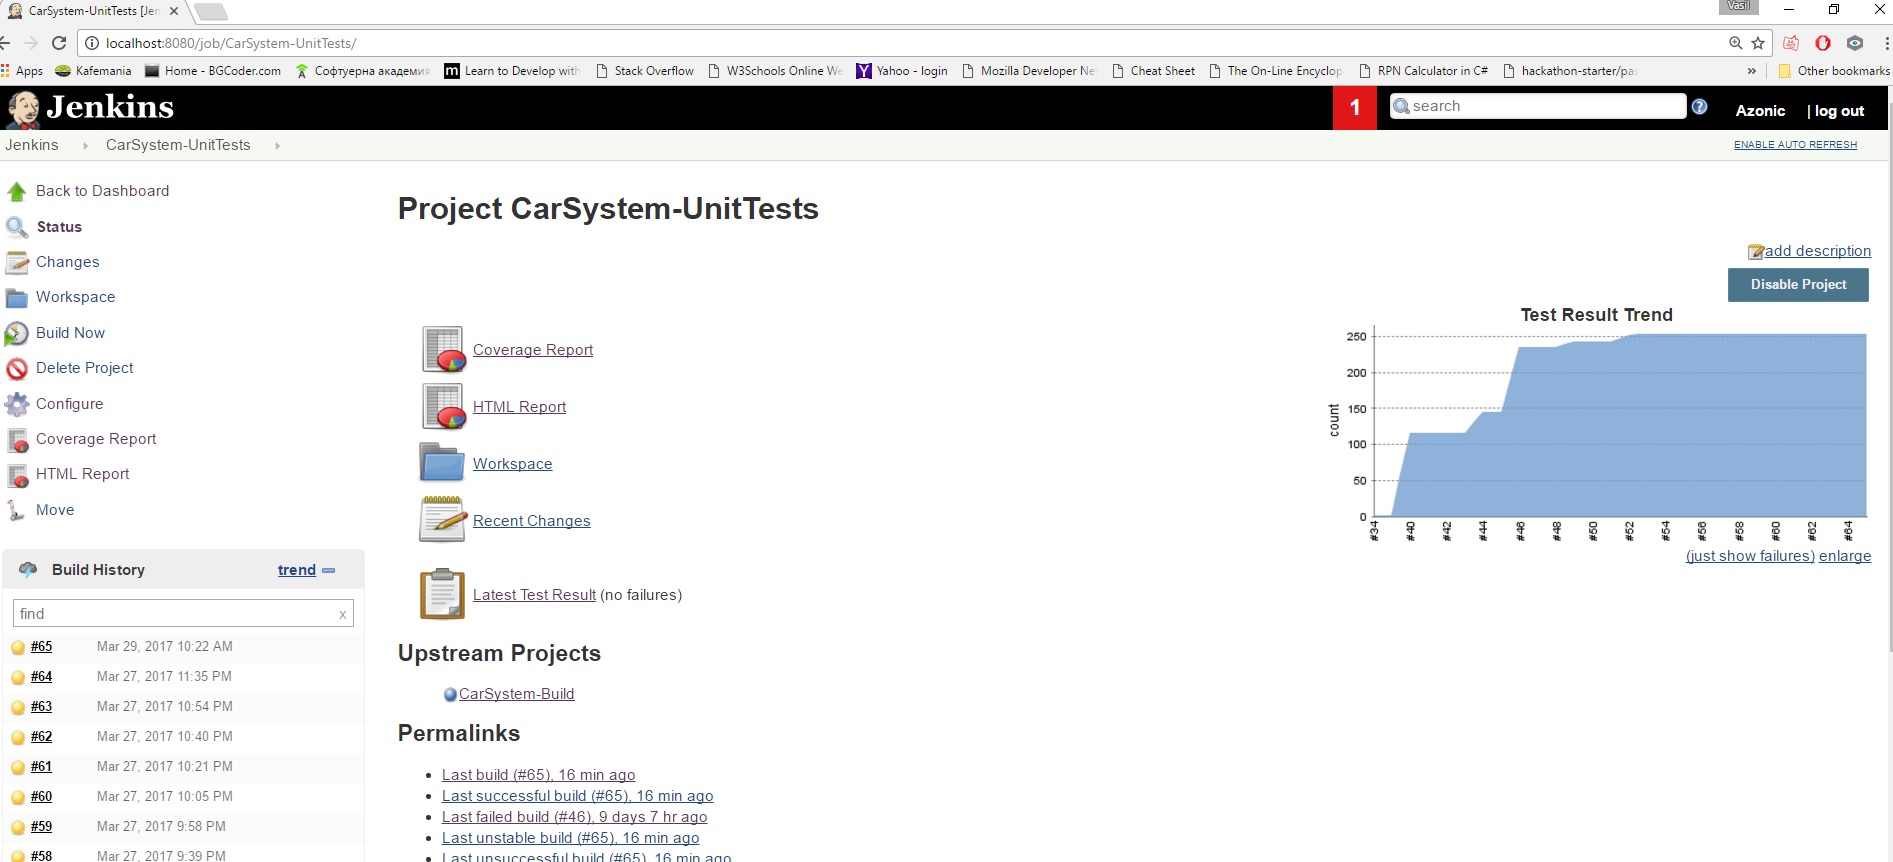 CarSystem-UnitTests [Jen
Vasil
localhost:8080/job/CarSystem-UnitTests/
Apps Kafemania Home - BGCoder.com Софтуерна академия Learn to Develop with Stack Overflow W3Schools Online We Yahoo - login Mozilla Developer Ne Cheat Sheet The On-Line Encyclop RPN Calculator in C# hackathon-starter/pas » Other bookmarks
Jenkins 1 search Azonic | log out
Jenkins CarSystem-UnitTests ENABLE AUTO REFRESH
Back to Dashboard
Status
Changes
Workspace
Build Now
Delete Project
Configure
Coverage Report
HTML Report
Move
Build History trend
find x
#65 Mar 29, 2017 10:22 AM
#64 Mar 27, 2017 11:35 PM
#63 Mar 27, 2017 10:54 PM
#62 Mar 27, 2017 10:40 PM
#61 Mar 27, 2017 10:21 PM
#60 Mar 27, 2017 10:05 PM
#59 Mar 27, 2017 9:58 PM
#58 Mar 27, 2017 9:39 PM
Project CarSystem-UnitTests
add description
Disable Project
Coverage Report
HTML Report
Workspace
Recent Changes
Latest Test Result (no failures)
Test Result Trend
count
250
200
150
100
50
0
#34 #40 #42 #44 #46 #48 #50 #52 #54 #56 #58 #60 #62 #64
(just show failures) enlarge
Upstream Projects
CarSystem-Build
Permalinks
Last build (#65), 16 min ago
Last successful build (#65), 16 min ago
Last failed build (#46), 9 days 7 hr ago
Last unstable build (#65), 16 min ago
Last unsuccessful build (#65), 16 min ago